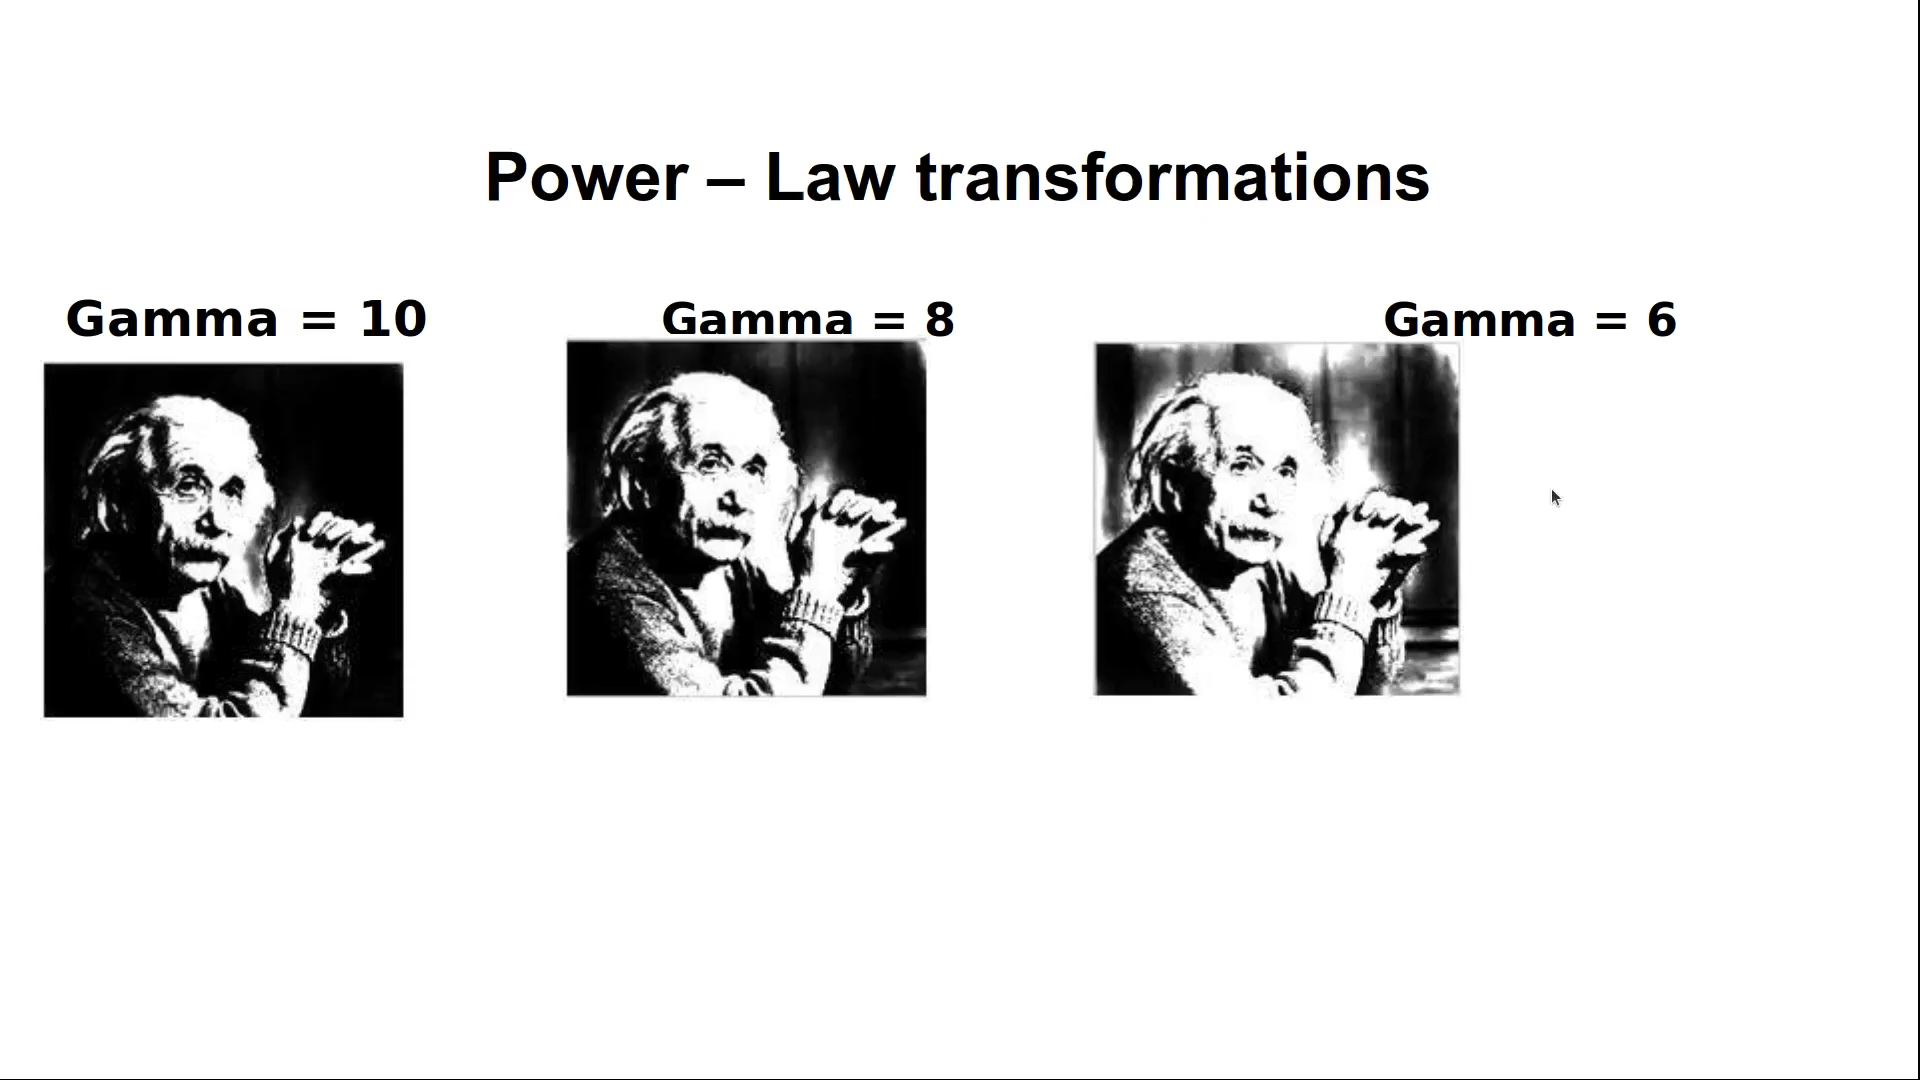 Power – Law transformations
Gamma = 10
Gamma = 8
Gamma = 6